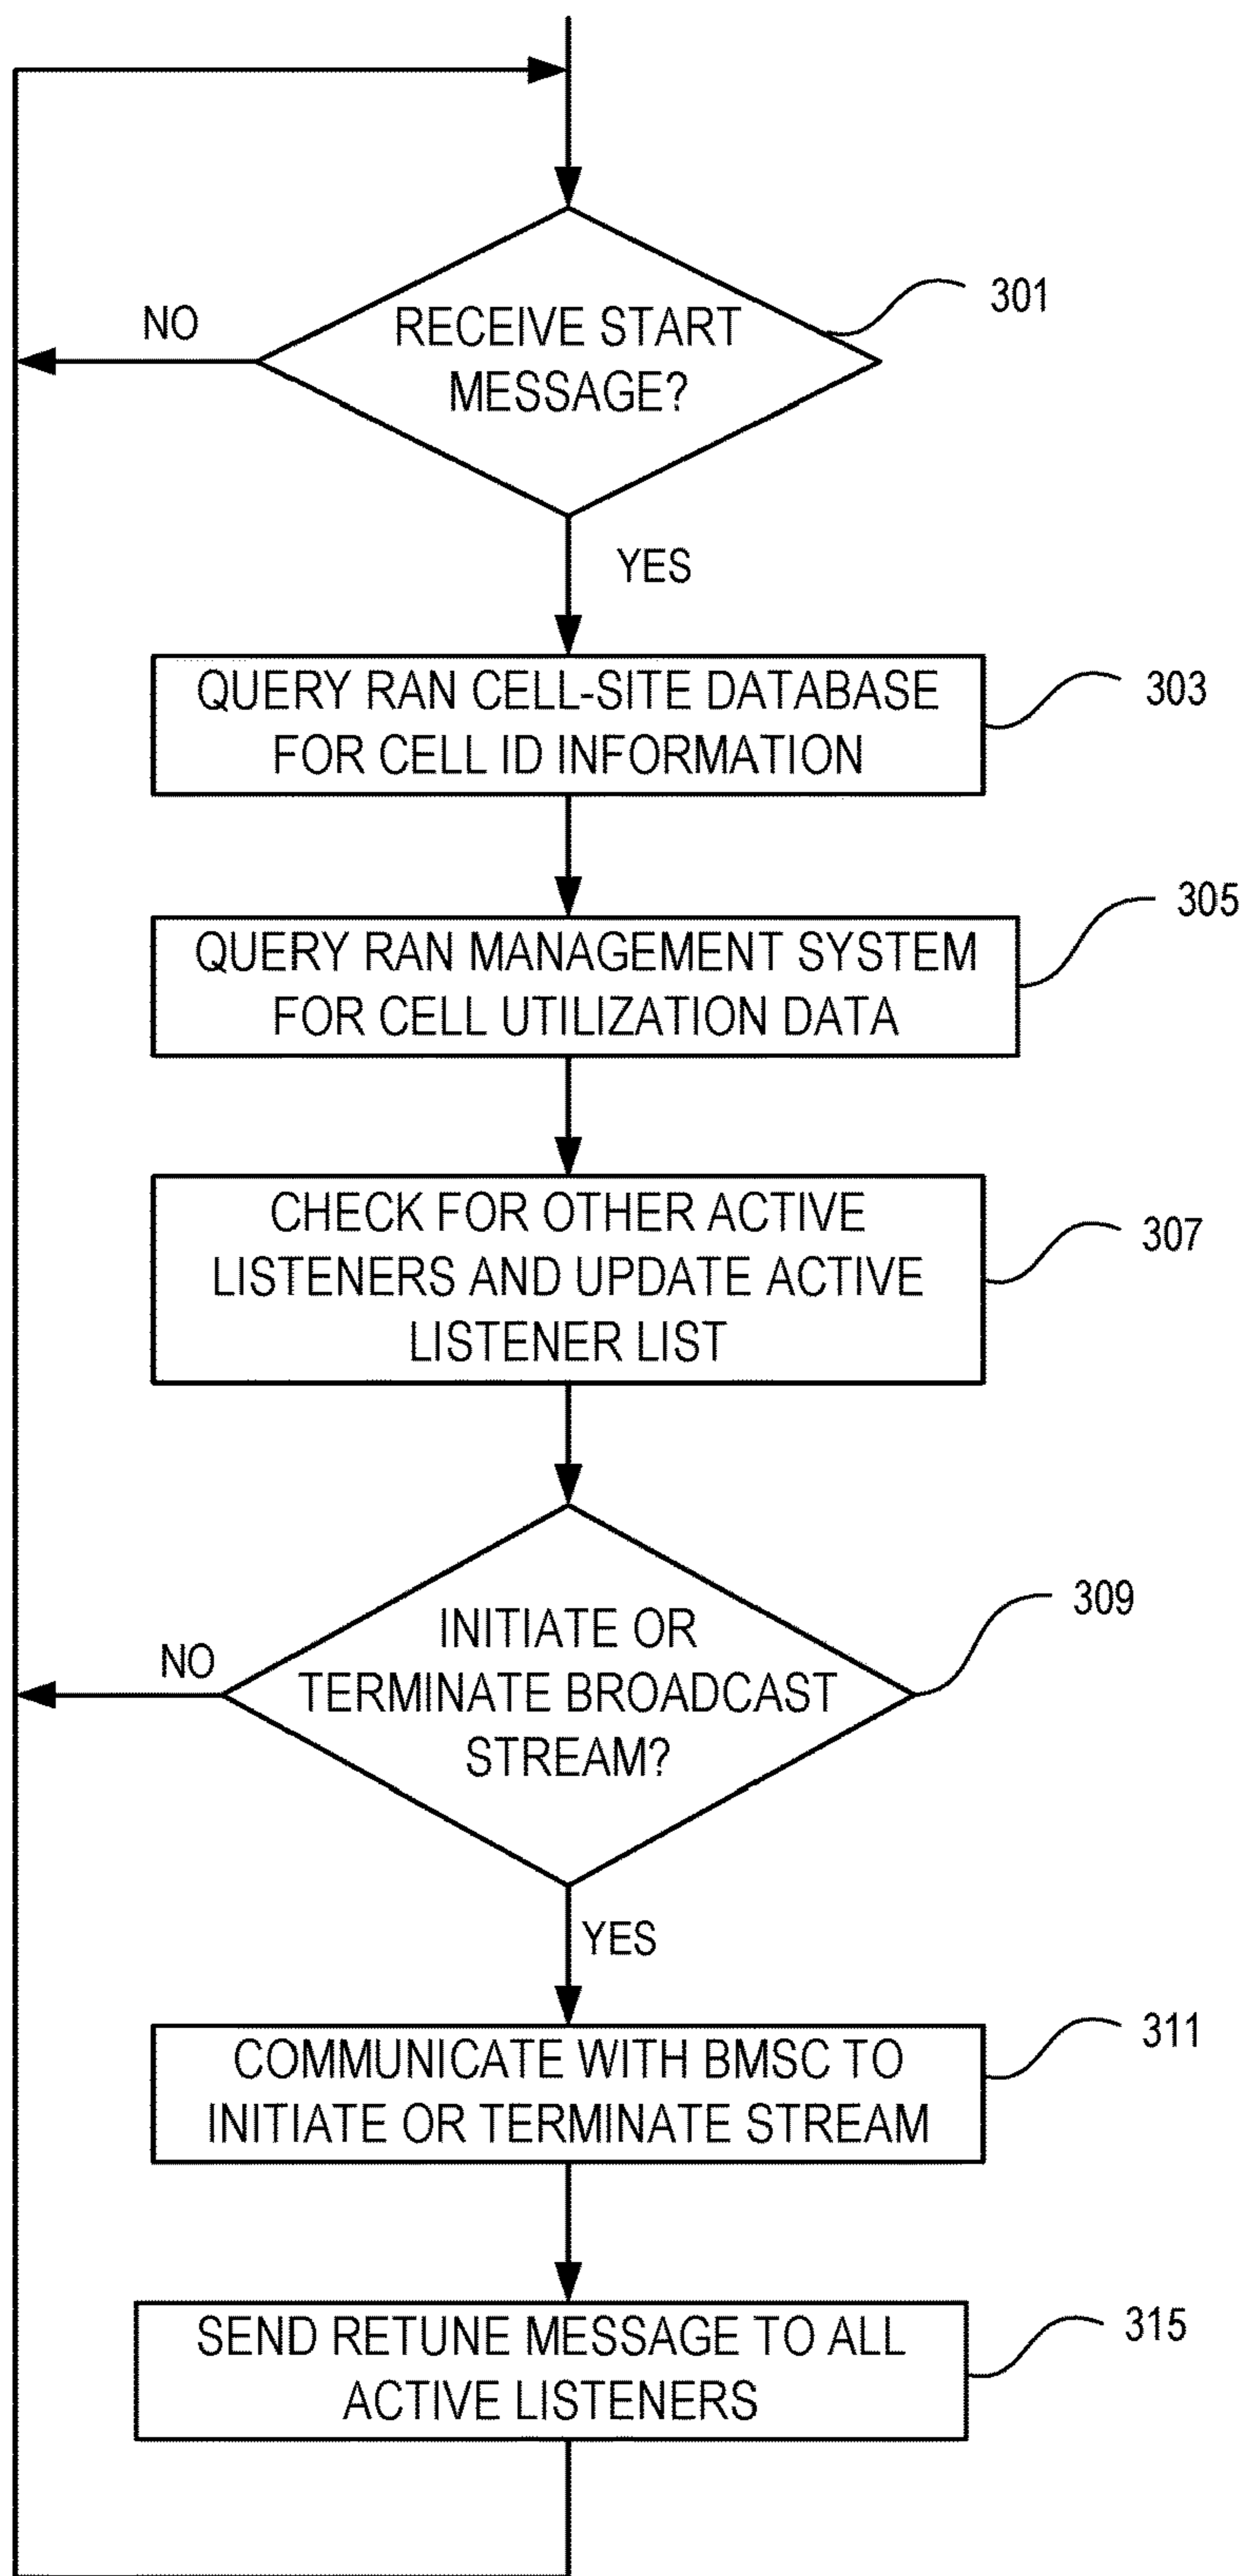 301
RECEIVE START
MESSAGE?
NO
YES
QUERY RAN CELL-SITE DATABASE
FOR CELL ID INFORMATION
303
305
QUERY RAN MANAGEMENT SYSTEM
FOR CELL UTILIZATION DATA
CHECK FOR OTHER ACTIVE
LISTENERS AND UPDATE ACTIVE
LISTENER LIST
307
309
INITIATE OR
TERMINATE BROADCAST
STREAM?
NO
YES
311
COMMUNICATE WITH BMSC TO
INITIATE OR TERMINATE STREAM
SEND RETUNE MESSAGE TO ALL
ACTIVE LISTENERS
315